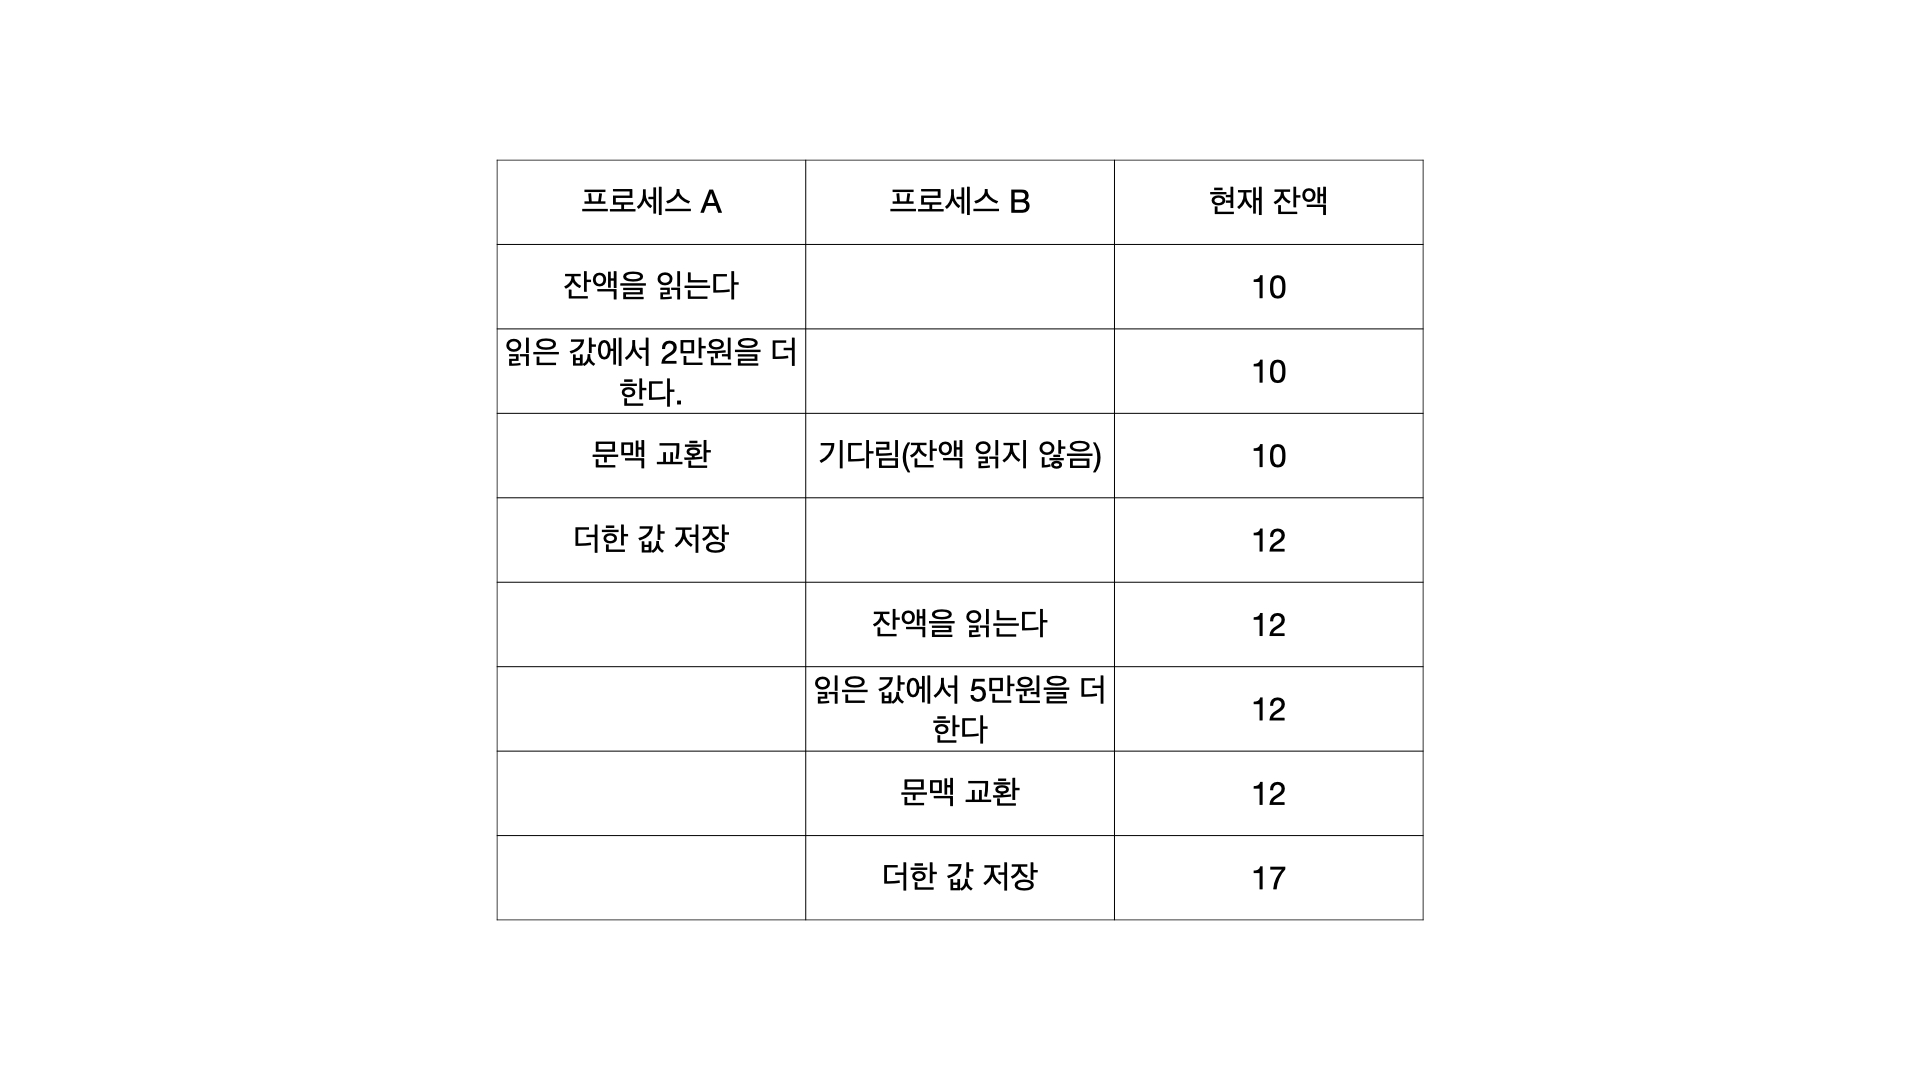 프로세스 A
프로세스 B
현재 잔액
잔액을 읽는다
10
읽은 값에서 2만원을 더
한다.
10
문맥 교환
기다림(잔액 읽지 않음)
10
더한 값 저장
12
잔액을 읽는다
12
읽은 값에서 5만원을 더
한다
12
문맥 교환
12
더한 값 저장
17